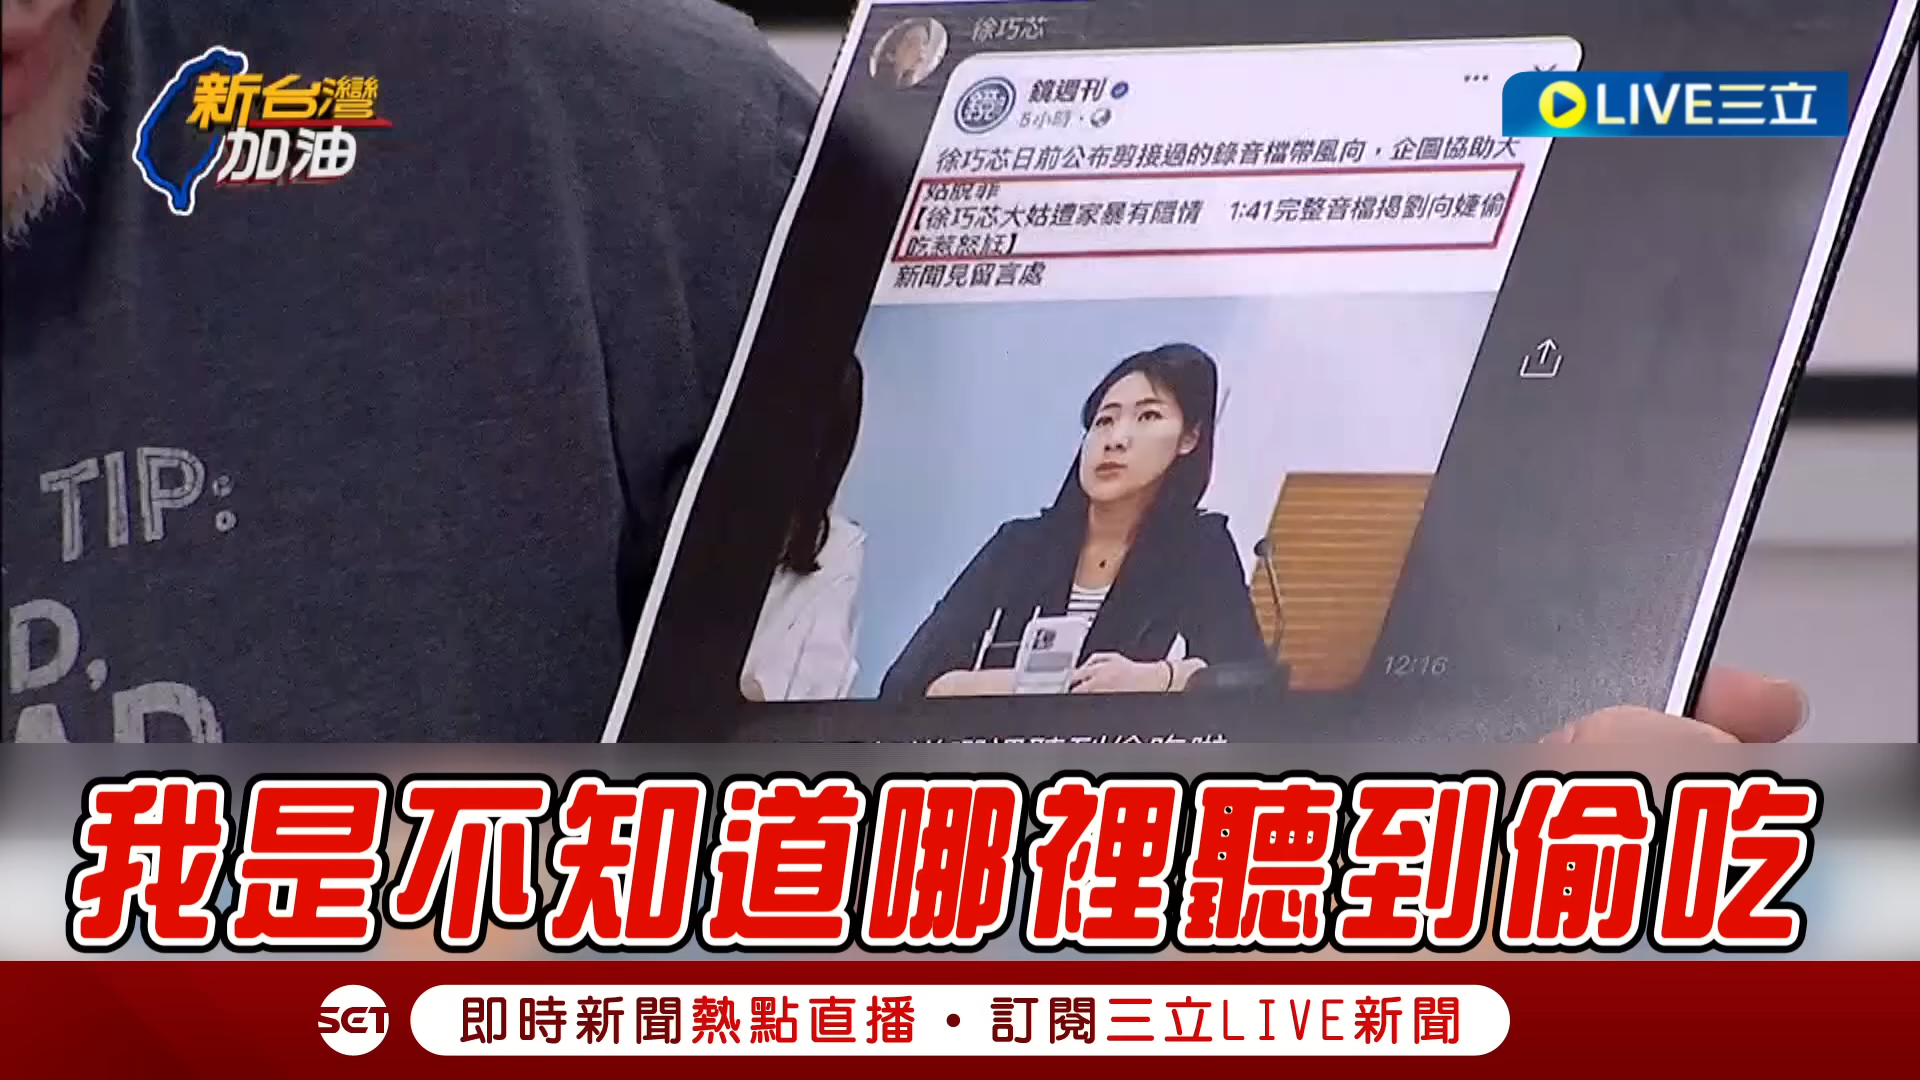 新台灣
加油
LIVE三立
徐巧芯
鏡週刊
5小時
徐巧芯日前公布剪接過的錄音檔帶風向，企圖協助大
姑脫罪
【徐巧芯大姑遭家暴有隱情 1:41完整音檔揭劉向婕偷
吃惹怒尪】
新聞見留言處
12:16
TIP:
D,
AD
我是不知道哪裡聽到偷吃
SET
即時新聞熱點直播•訂閱三立LIVE新聞